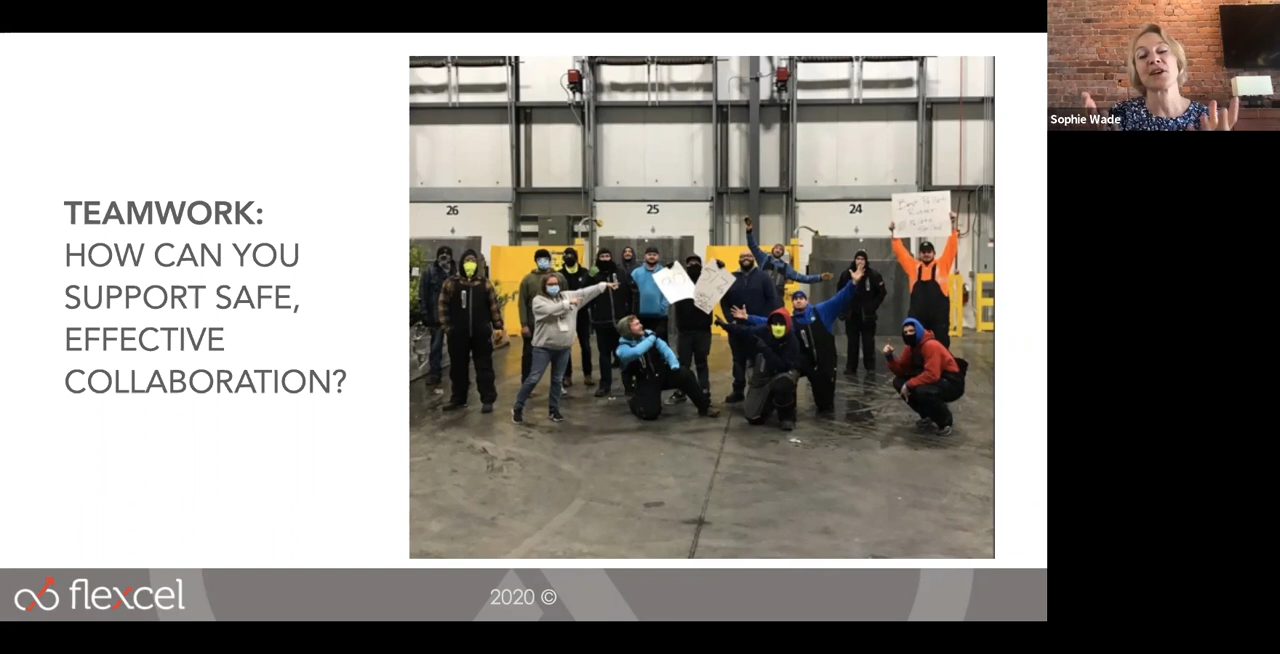 TEAMWORK:
HOW CAN YOU
SUPPORT SAFE,
EFFECTIVE
COLLABORATION?
26
25
24
flexcel
2020 ©
Sophie Wade